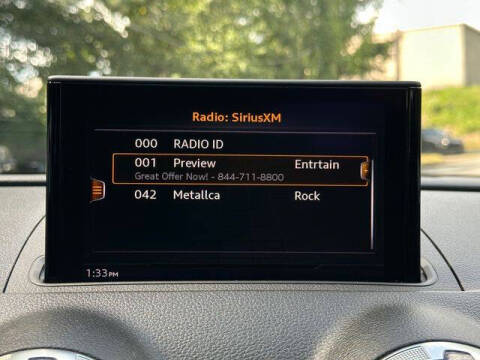 Radio: SiriusXM
000 RADIO ID
001 Preview Entrtain
Great Offer Now! - 844-711-8800
042 Metallca Rock
1:33PM